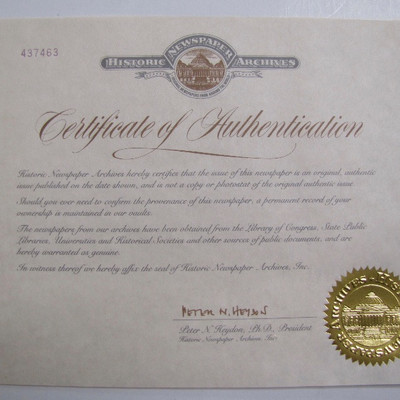 437463
NEWSPAPER
HISTORIC ARCHIVES
Certificate of Authentication
Historic Newspaper Archives hereby certifies that the issue of this newspaper is an original, authentic
issue published on the date shown, and is not a copy or photostat of the original authentic issue.
Should you ever need to confirm the provenance of this newspaper, a permanent record of your
ownership is maintained in our vaults.
The newspapers from our archives have been obtained from the Library of Congress, State Public
Libraries, Universities and Historical Societies and other sources of public documents, and are
hereby warranted as genuine.
In witness thereof we hereby affix the seal of Historic Newspaper Archives, Inc.
Peter N. Heydon
Peter N. Heydon, Ph.D., President
Historic Newspaper Archives, Inc.
ARCHIVES